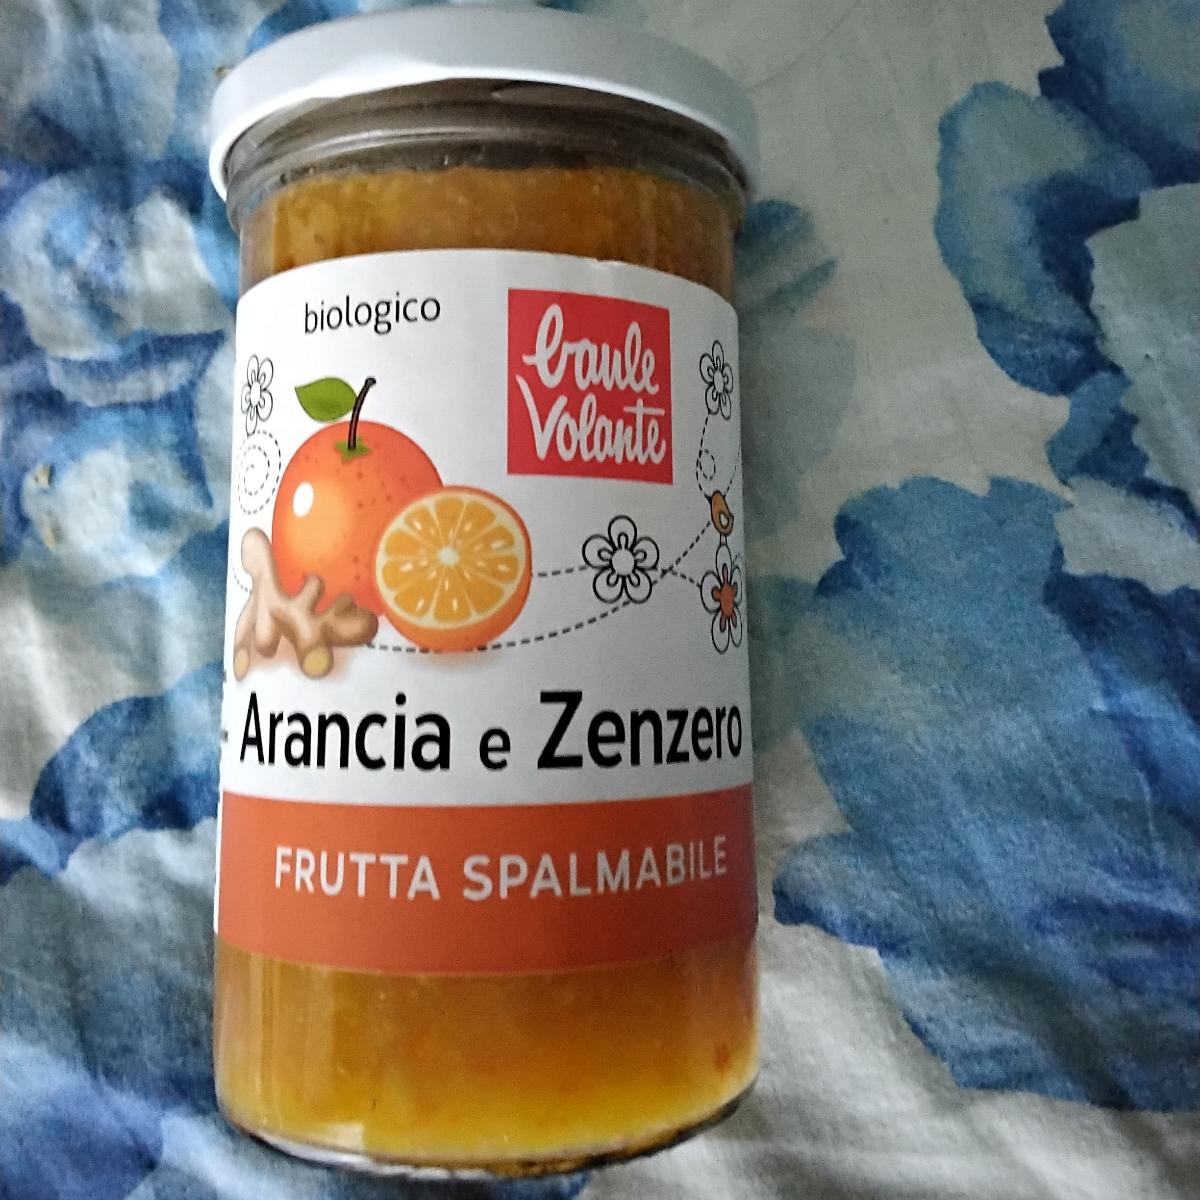 biologico
baule
Volante
Arancia e Zenzero
FRUTTA SPALMABILE